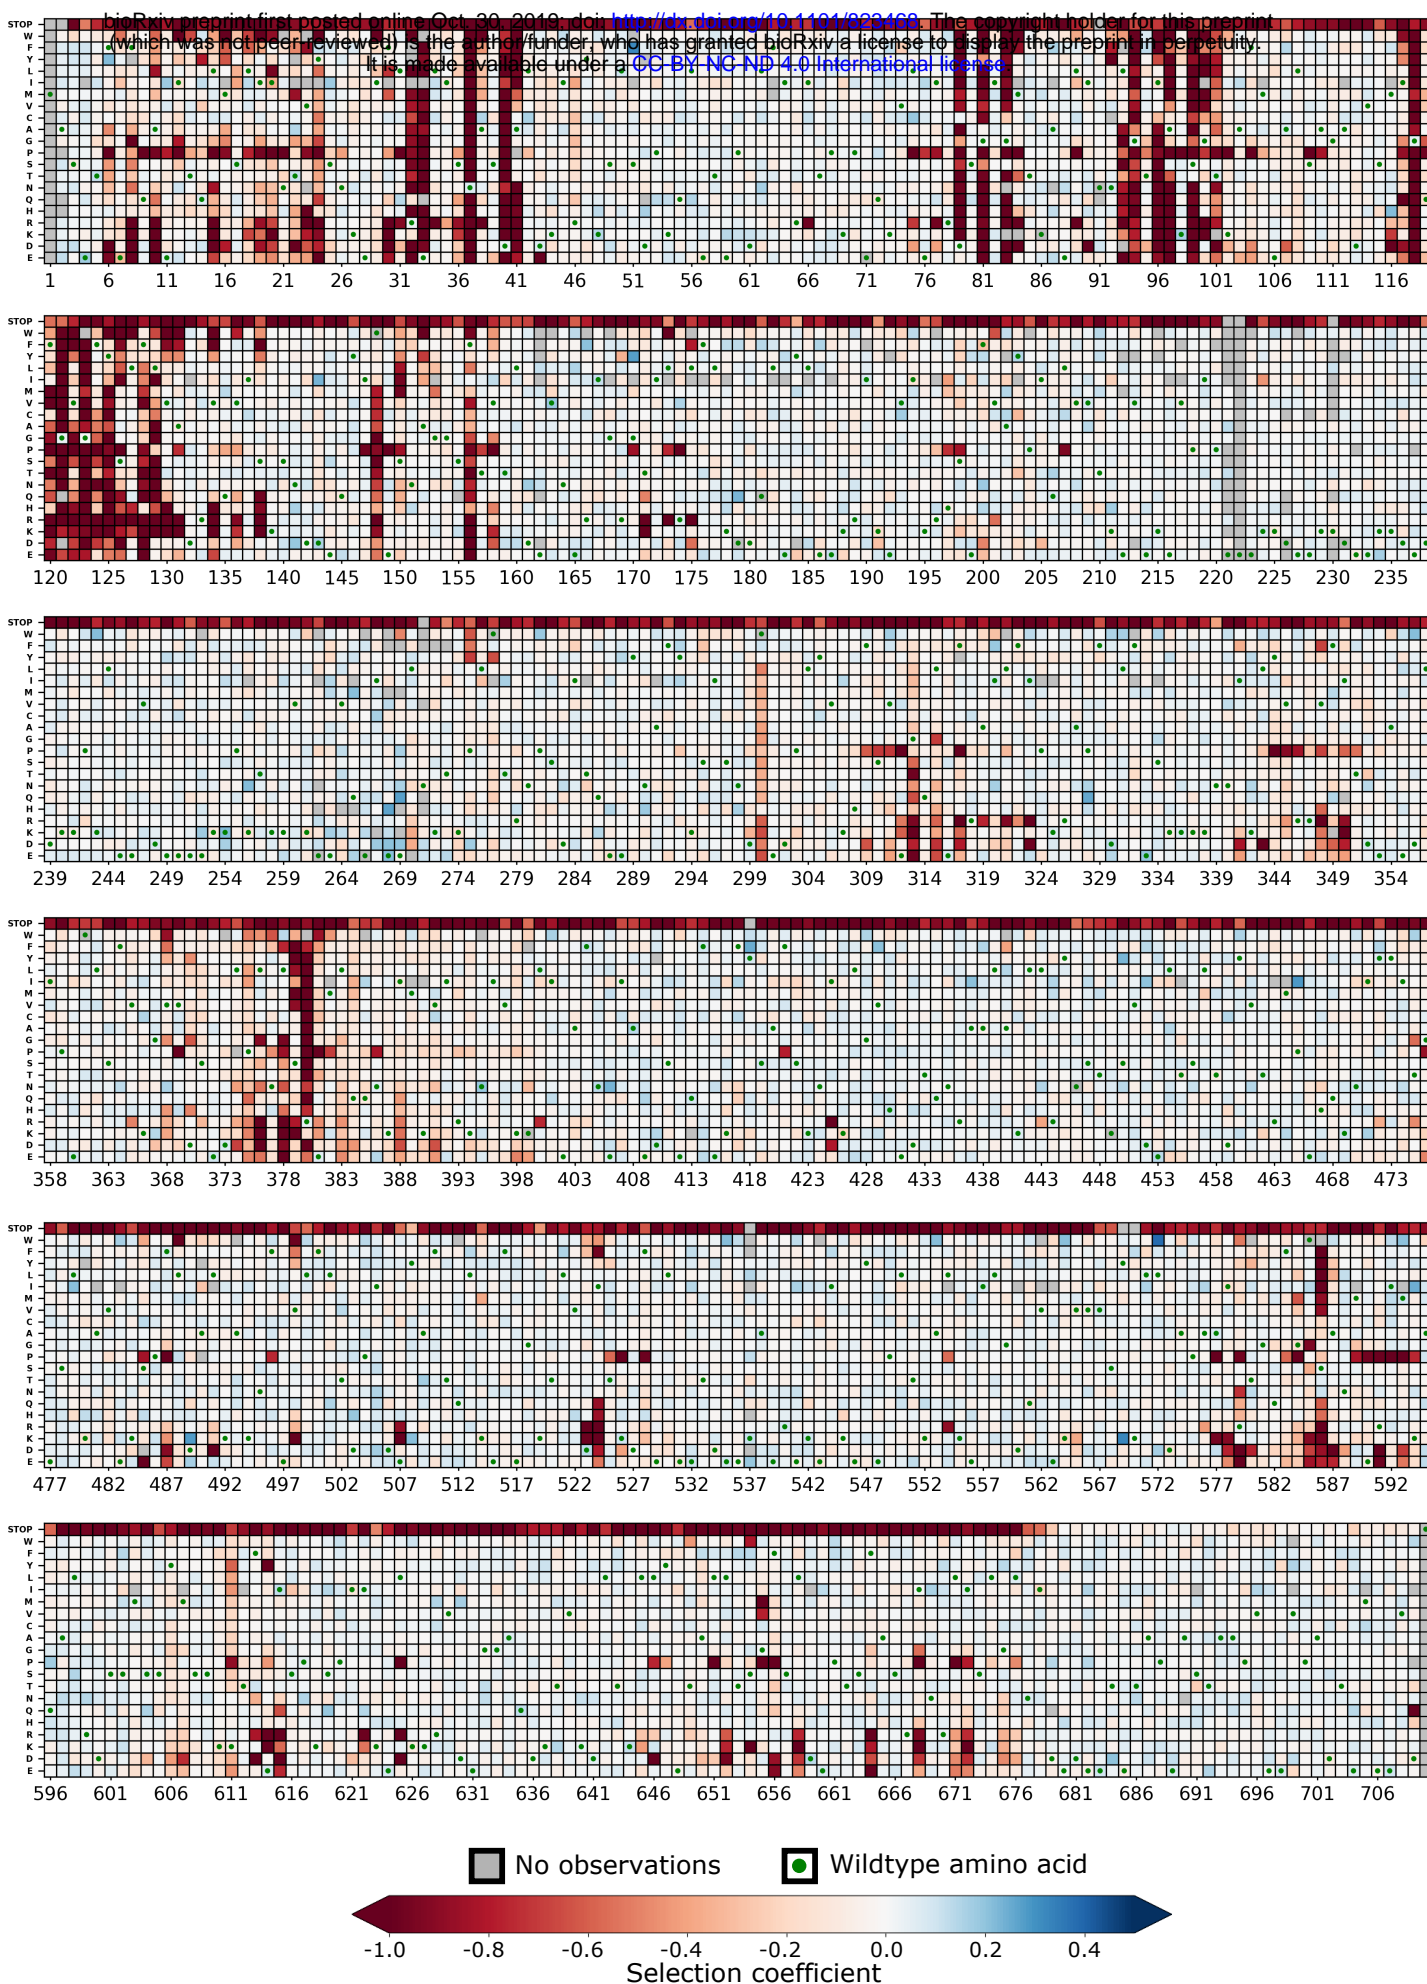 bioRxiv preprint first posted online Oct. 30, 2019; doi: http://dx.doi.org/10.1101/823468. The copyright holder for this preprint
(which was not peer-reviewed) is the author/funder, who has granted bioRxiv a license to display the preprint in perpetuity.
It is made available under a CC-BY-NC-ND 4.0 International license.
STOP
W
F
Y
L
I
M
V
C
A
G
P
S
T
N
Q
H
R
K
D
E
1 6 11 16 21 26 31 36 41 46 51 56 61 66 71 76 81 86 91 96 101 106 111 116
STOP
W
F
Y
L
I
M
V
C
A
G
P
S
T
N
Q
H
R
K
D
E
120 125 130 135 140 145 150 155 160 165 170 175 180 185 190 195 200 205 210 215 220 225 230 235
STOP
W
F
Y
L
I
M
V
C
A
G
P
S
T
N
Q
H
R
K
D
E
239 244 249 254 259 264 269 274 279 284 289 294 299 304 309 314 319 324 329 334 339 344 349 354
STOP
W
F
Y
L
I
M
V
C
A
G
P
S
T
N
Q
H
R
K
D
E
358 363 368 373 378 383 388 393 398 403 408 413 418 423 428 433 438 443 448 453 458 463 468 473
STOP
W
F
Y
L
I
M
V
C
A
G
P
S
T
N
Q
H
R
K
D
E
477 482 487 492 497 502 507 512 517 522 527 532 537 542 547 552 557 562 567 572 577 582 587 592
STOP
W
F
Y
L
I
M
V
C
A
G
P
S
T
N
Q
H
R
K
D
E
596 601 606 611 616 621 626 631 636 641 646 651 656 661 666 671 676 681 686 691 696 701 706
No observations Wildtype amino acid
-1.0 -0.8 -0.6 -0.4 -0.2 0.0 0.2 0.4
Selection coefficient